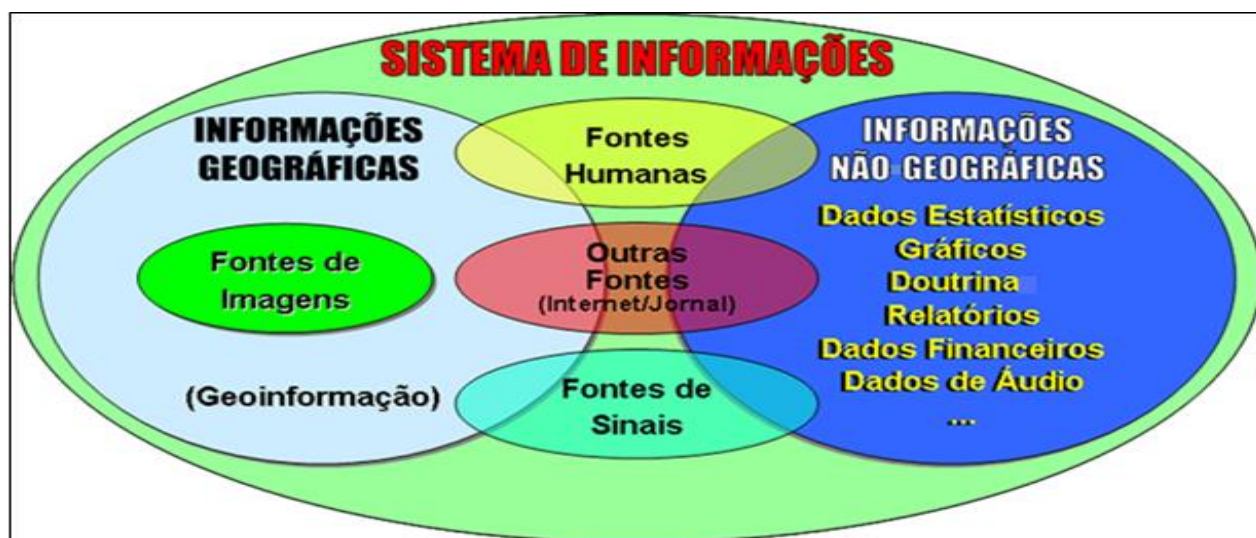 SISTEMA DE INFORMAÇÕES
INFORMAÇÕES
GEOGRÁFICAS
Fontes de
Imagens
(Geoinformação)
Fontes
Humanas
Outras
Fontes
(Internet/Jornal)
Fontes de
Sinais
INFORMAÇÕES
NÃO GEOGRÁFICAS
Dados Estatísticos
Gráficos
Doutrina
Relatórios
Dados Financeiros
Dados de Áudio
...